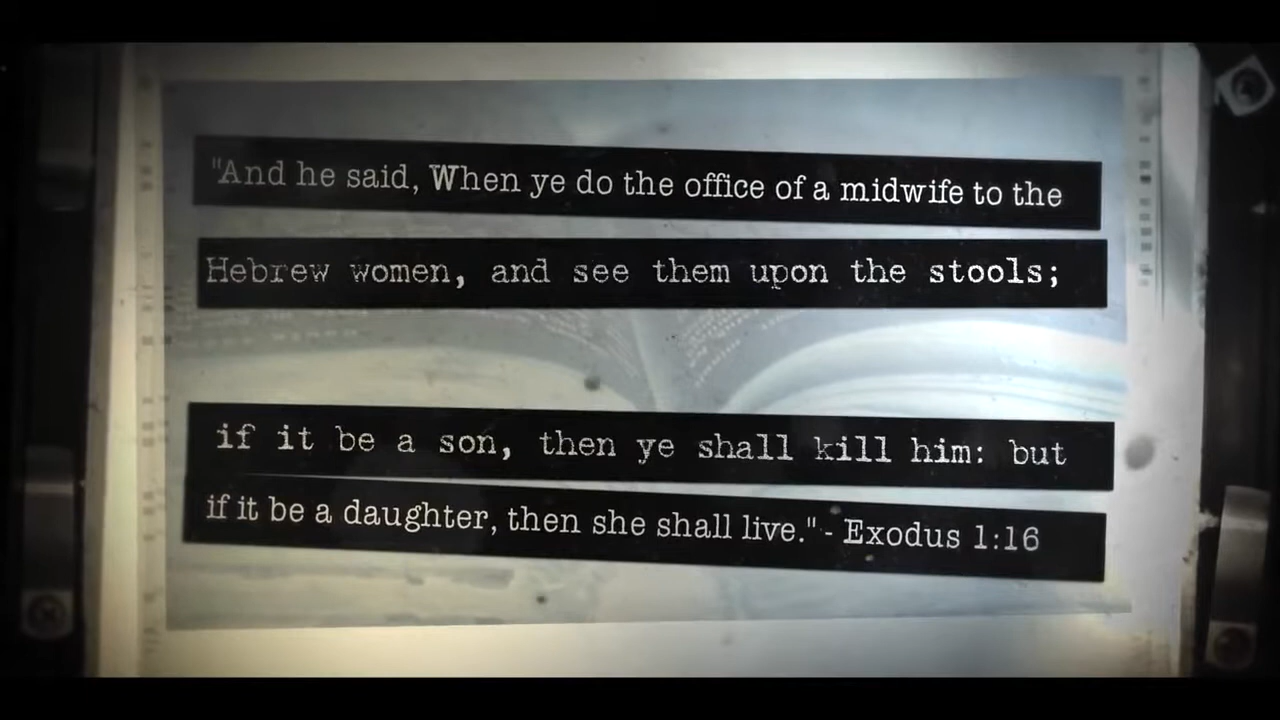 "And he said, When ye do the office of a midwife to the
Hebrew women, and see them upon the stools;
if it be a son, then ye shall kill him: but
if it be a daughter, then she shall live." - Exodus 1:16